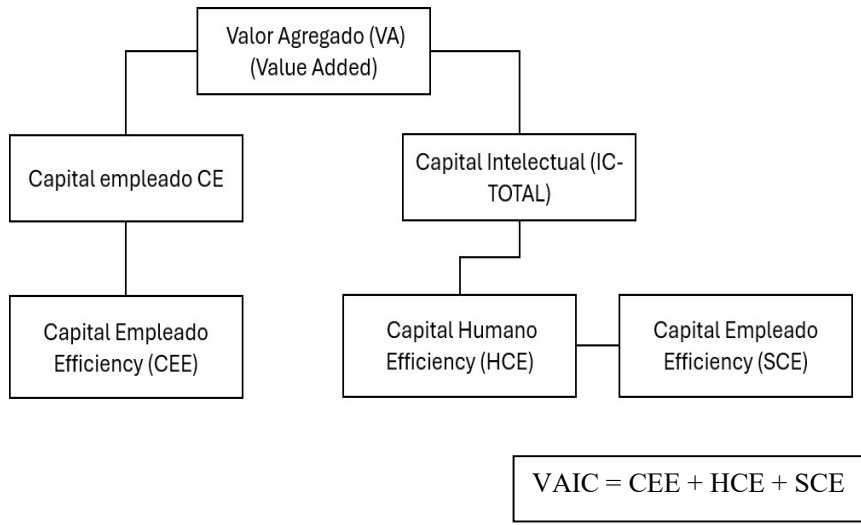 Valor Agregado (VA)
(Value Added)
Capital empleado CE
Capital Intelectual (IC-
TOTAL)
Capital Empleado
Efficiency (CEE)
Capital Humano
Efficiency (HCE)
Capital Empleado
Efficiency (SCE)
VAIC = CEE + HCE + SCE